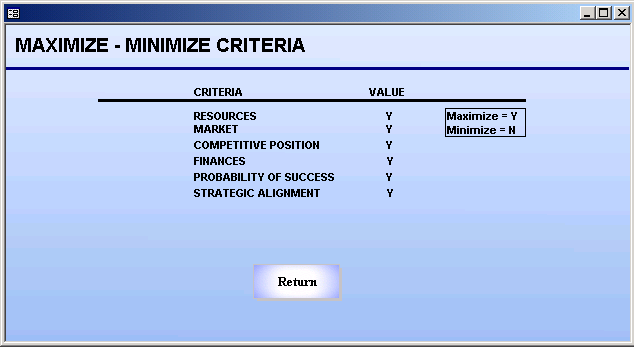 MAXIMIZE - MINIMIZE CRITERIA
CRITERIA VALUE
RESOURCES Y Maximize = Y
MARKET Y Minimize = N
COMPETITIVE POSITION Y
FINANCES Y
PROBABILITY OF SUCCESS Y
STRATEGIC ALIGNMENT Y
Return